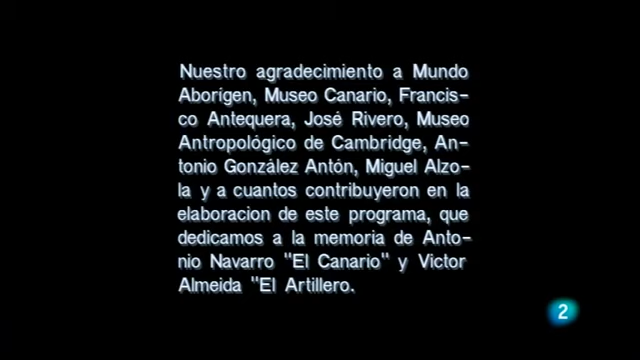 Nuestro agradecimiento a Mundo
Aborígen, Museo Canario, Francis-
co Antequera, José Rivero, Museo
Antropológico de Cambridge, An-
tonio González Antón, Miguel Alzo-
la y a cuantos contribuyeron en la
elaboracion de este programa, que
dedicamos a la memoria de Anto-
nio Navarro "El Canario" y Victor
Almeida "El Artillero.
2